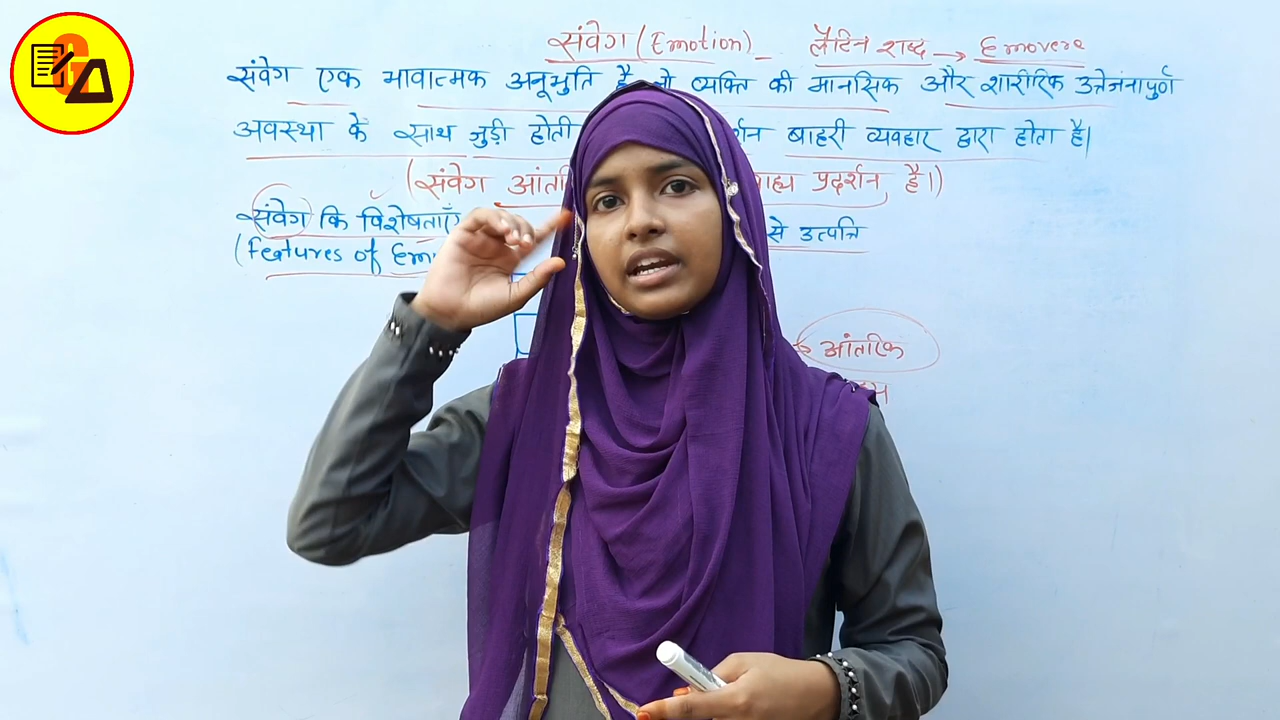 संवेग (Emotion) लैटिन शब्द → Emovere
संवेग एक भावात्मक अनूभुति है जो व्यक्ति की मानसिक और शारीरिक उत्तेजनापुर्ण
अवस्था के साथ जुड़ी होती बाहरी व्यवहार द्वारा होता है।
(संवेग प्रदर्शन है।)
संवेग कि विशेषताएँ से उत्पत्ति
(features of
आंतरिक